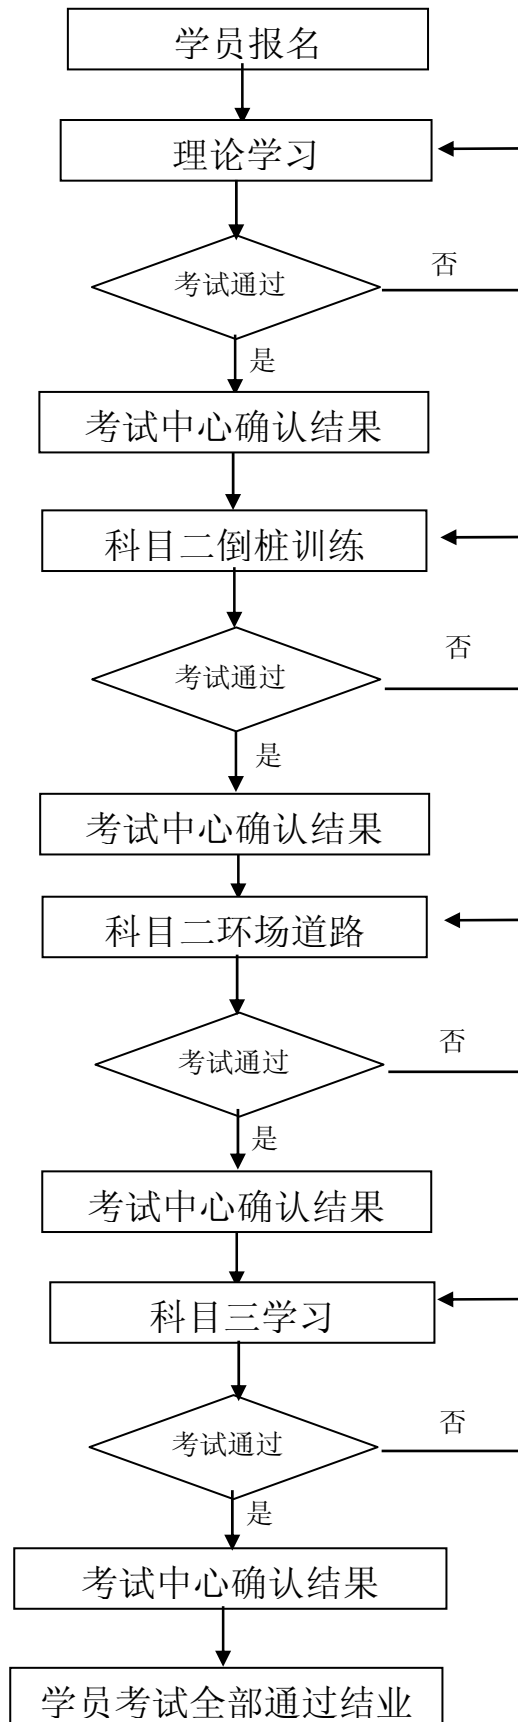 学员报名
理论学习
考试通过
否
是
考试中心确认结果
科目二倒桩训练
考试通过
否
是
考试中心确认结果
科目二环场道路
考试通过
否
是
考试中心确认结果
科目三学习
考试通过
否
是
考试中心确认结果
学员考试全部通过结业